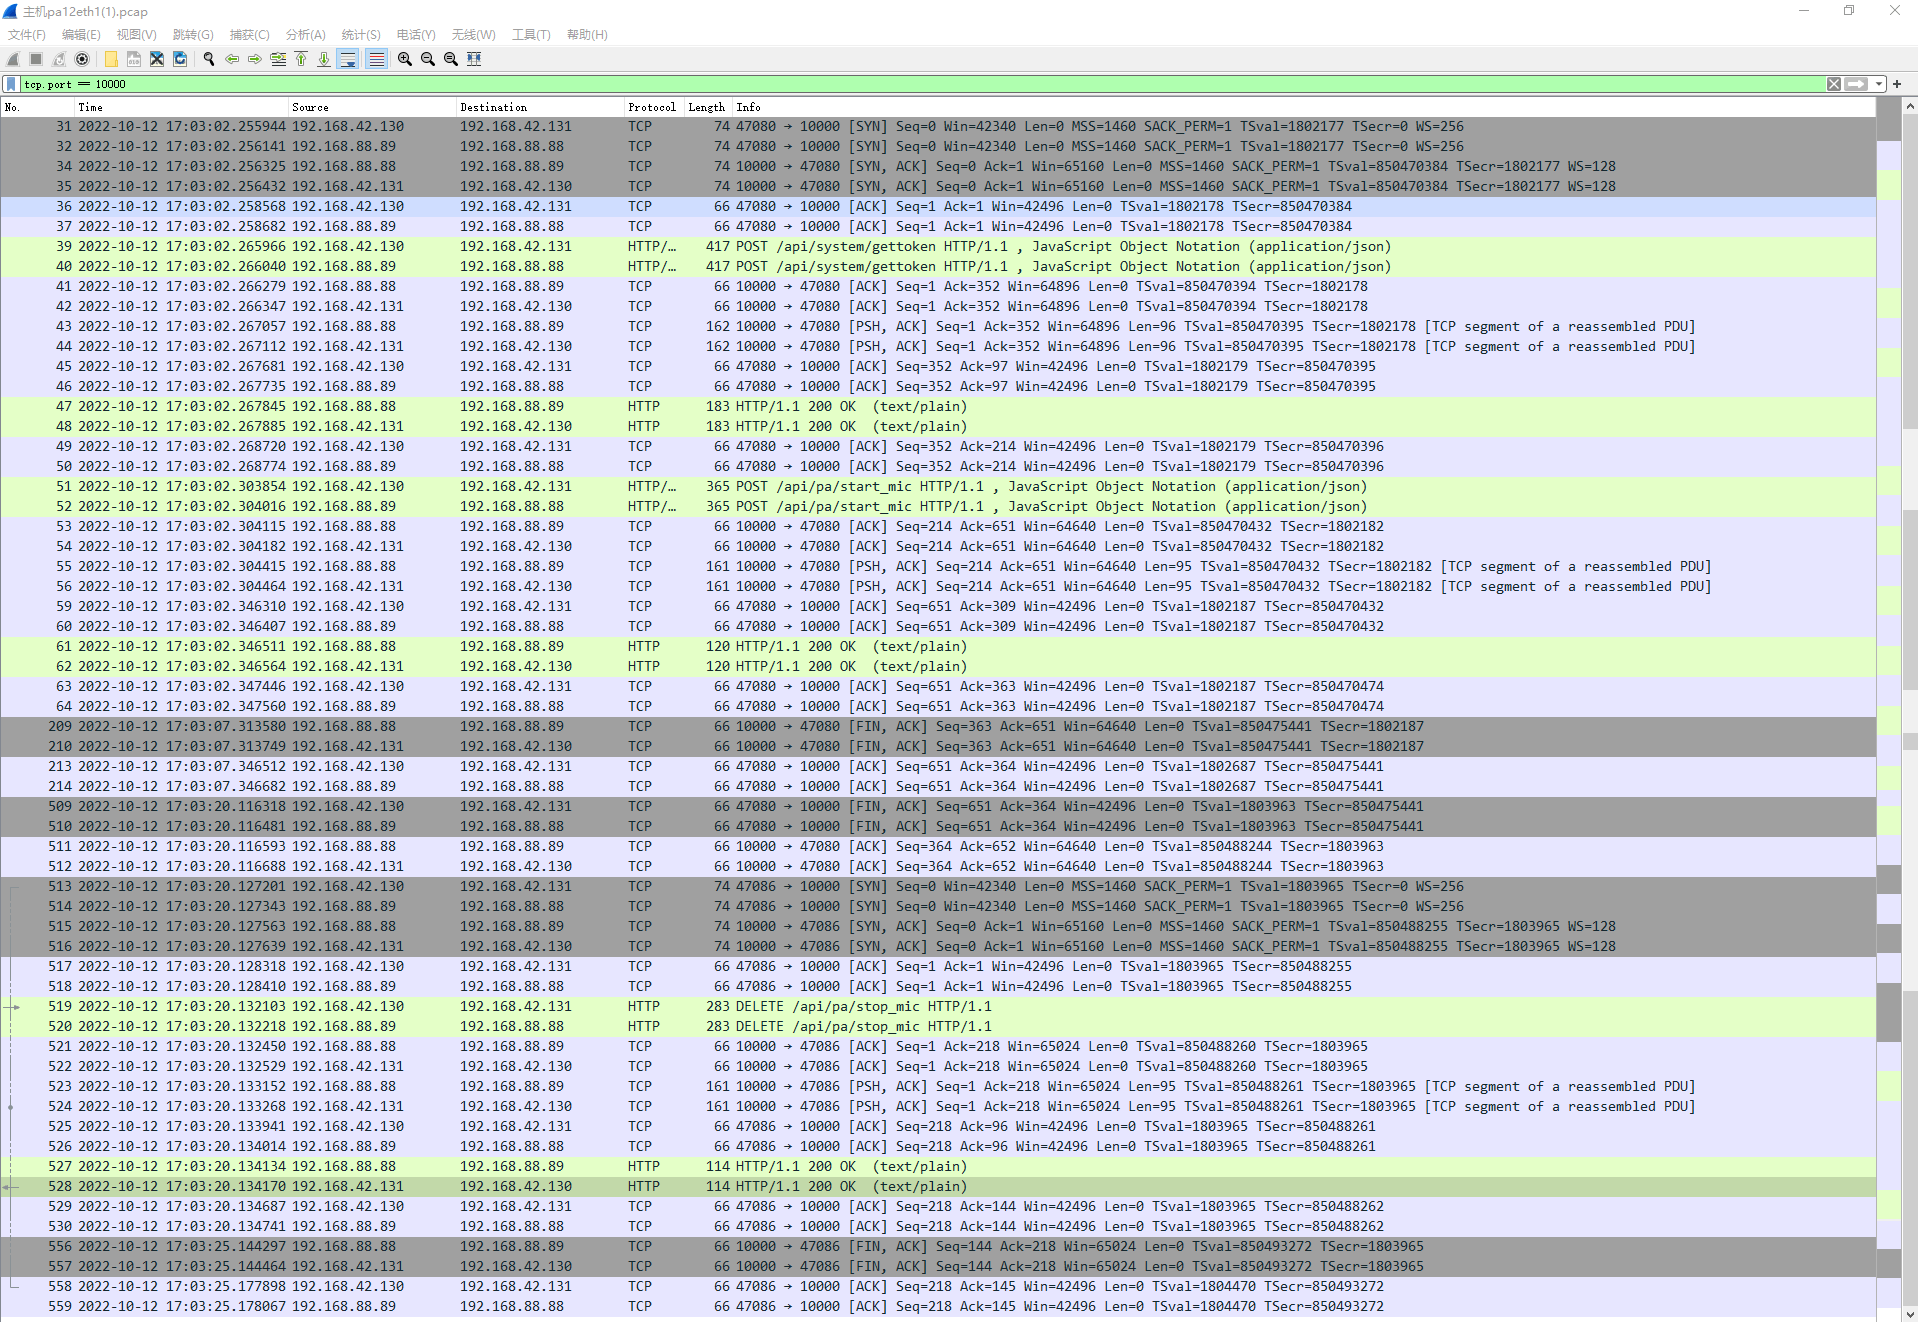 主机pa12eth1(1).pcap
文件(F) 编辑(E) 视图(V) 跳转(G) 捕获(C) 分析(A) 统计(S) 电话(Y) 无线(W) 工具(T) 帮助(H)
tcp.port == 10000
No. Time Source Destination Protocol Length Info
31 2022-10-12 17:03:02.255944 192.168.42.130 192.168.42.131 TCP 74 47080 → 10000 [SYN] Seq=0 Win=42340 Len=0 MSS=1460 SACK_PERM=1 TSval=1802177 TSecr=0 WS=256
32 2022-10-12 17:03:02.256141 192.168.88.89 192.168.88.88 TCP 74 47080 → 10000 [SYN] Seq=0 Win=42340 Len=0 MSS=1460 SACK_PERM=1 TSval=1802177 TSecr=0 WS=256
34 2022-10-12 17:03:02.256325 192.168.88.88 192.168.88.89 TCP 74 10000 → 47080 [SYN, ACK] Seq=0 Ack=1 Win=65160 Len=0 MSS=1460 SACK_PERM=1 TSval=850470384 TSecr=1802177 WS=128
35 2022-10-12 17:03:02.256432 192.168.42.131 192.168.42.130 TCP 74 10000 → 47080 [SYN, ACK] Seq=0 Ack=1 Win=65160 Len=0 MSS=1460 SACK_PERM=1 TSval=850470384 TSecr=1802177 WS=128
36 2022-10-12 17:03:02.258568 192.168.42.130 192.168.42.131 TCP 66 47080 → 10000 [ACK] Seq=1 Ack=1 Win=42496 Len=0 TSval=1802178 TSecr=850470384
37 2022-10-12 17:03:02.258682 192.168.88.89 192.168.88.88 TCP 66 47080 → 10000 [ACK] Seq=1 Ack=1 Win=42496 Len=0 TSval=1802178 TSecr=850470384
39 2022-10-12 17:03:02.265966 192.168.42.130 192.168.42.131 HTTP/… 417 POST /api/system/gettoken HTTP/1.1 , JavaScript Object Notation (application/json)
40 2022-10-12 17:03:02.266040 192.168.88.89 192.168.88.88 HTTP/… 417 POST /api/system/gettoken HTTP/1.1 , JavaScript Object Notation (application/json)
41 2022-10-12 17:03:02.266279 192.168.88.88 192.168.88.89 TCP 66 10000 → 47080 [ACK] Seq=1 Ack=352 Win=64896 Len=0 TSval=850470394 TSecr=1802178
42 2022-10-12 17:03:02.266347 192.168.42.131 192.168.42.130 TCP 66 10000 → 47080 [ACK] Seq=1 Ack=352 Win=64896 Len=0 TSval=850470394 TSecr=1802178
43 2022-10-12 17:03:02.267057 192.168.88.88 192.168.88.89 TCP 162 10000 → 47080 [PSH, ACK] Seq=1 Ack=352 Win=64896 Len=96 TSval=850470395 TSecr=1802178 [TCP segment of a reassembled PDU]
44 2022-10-12 17:03:02.267112 192.168.42.131 192.168.42.130 TCP 162 10000 → 47080 [PSH, ACK] Seq=1 Ack=352 Win=64896 Len=96 TSval=850470395 TSecr=1802178 [TCP segment of a reassembled PDU]
45 2022-10-12 17:03:02.267681 192.168.42.130 192.168.42.131 TCP 66 47080 → 10000 [ACK] Seq=352 Ack=97 Win=42496 Len=0 TSval=1802179 TSecr=850470395
46 2022-10-12 17:03:02.267735 192.168.88.89 192.168.88.88 TCP 66 47080 → 10000 [ACK] Seq=352 Ack=97 Win=42496 Len=0 TSval=1802179 TSecr=850470395
47 2022-10-12 17:03:02.267845 192.168.88.88 192.168.88.89 HTTP 183 HTTP/1.1 200 OK (text/plain)
48 2022-10-12 17:03:02.267885 192.168.42.131 192.168.42.130 HTTP 183 HTTP/1.1 200 OK (text/plain)
49 2022-10-12 17:03:02.268720 192.168.42.130 192.168.42.131 TCP 66 47080 → 10000 [ACK] Seq=352 Ack=214 Win=42496 Len=0 TSval=1802179 TSecr=850470396
50 2022-10-12 17:03:02.268774 192.168.88.89 192.168.88.88 TCP 66 47080 → 10000 [ACK] Seq=352 Ack=214 Win=42496 Len=0 TSval=1802179 TSecr=850470396
51 2022-10-12 17:03:02.303854 192.168.42.130 192.168.42.131 HTTP/… 365 POST /api/pa/start_mic HTTP/1.1 , JavaScript Object Notation (application/json)
52 2022-10-12 17:03:02.304016 192.168.88.89 192.168.88.88 HTTP/… 365 POST /api/pa/start_mic HTTP/1.1 , JavaScript Object Notation (application/json)
53 2022-10-12 17:03:02.304115 192.168.88.88 192.168.88.89 TCP 66 10000 → 47080 [ACK] Seq=214 Ack=651 Win=64640 Len=0 TSval=850470432 TSecr=1802182
54 2022-10-12 17:03:02.304182 192.168.42.131 192.168.42.130 TCP 66 10000 → 47080 [ACK] Seq=214 Ack=651 Win=64640 Len=0 TSval=850470432 TSecr=1802182
55 2022-10-12 17:03:02.304415 192.168.88.88 192.168.88.89 TCP 161 10000 → 47080 [PSH, ACK] Seq=214 Ack=651 Win=64640 Len=95 TSval=850470432 TSecr=1802182 [TCP segment of a reassembled PDU]
56 2022-10-12 17:03:02.304464 192.168.42.131 192.168.42.130 TCP 161 10000 → 47080 [PSH, ACK] Seq=214 Ack=651 Win=64640 Len=95 TSval=850470432 TSecr=1802182 [TCP segment of a reassembled PDU]
59 2022-10-12 17:03:02.346310 192.168.42.130 192.168.42.131 TCP 66 47080 → 10000 [ACK] Seq=651 Ack=309 Win=42496 Len=0 TSval=1802187 TSecr=850470432
60 2022-10-12 17:03:02.346407 192.168.88.89 192.168.88.88 TCP 66 47080 → 10000 [ACK] Seq=651 Ack=309 Win=42496 Len=0 TSval=1802187 TSecr=850470432
61 2022-10-12 17:03:02.346511 192.168.88.88 192.168.88.89 HTTP 120 HTTP/1.1 200 OK (text/plain)
62 2022-10-12 17:03:02.346564 192.168.42.131 192.168.42.130 HTTP 120 HTTP/1.1 200 OK (text/plain)
63 2022-10-12 17:03:02.347446 192.168.42.130 192.168.42.131 TCP 66 47080 → 10000 [ACK] Seq=651 Ack=363 Win=42496 Len=0 TSval=1802187 TSecr=850470474
64 2022-10-12 17:03:02.347560 192.168.88.89 192.168.88.88 TCP 66 47080 → 10000 [ACK] Seq=651 Ack=363 Win=42496 Len=0 TSval=1802187 TSecr=850470474
209 2022-10-12 17:03:07.313580 192.168.88.88 192.168.88.89 TCP 66 10000 → 47080 [FIN, ACK] Seq=363 Ack=651 Win=64640 Len=0 TSval=850475441 TSecr=1802187
210 2022-10-12 17:03:07.313749 192.168.42.131 192.168.42.130 TCP 66 10000 → 47080 [FIN, ACK] Seq=363 Ack=651 Win=64640 Len=0 TSval=850475441 TSecr=1802187
213 2022-10-12 17:03:07.346512 192.168.42.130 192.168.42.131 TCP 66 47080 → 10000 [ACK] Seq=651 Ack=364 Win=42496 Len=0 TSval=1802687 TSecr=850475441
214 2022-10-12 17:03:07.346682 192.168.88.89 192.168.88.88 TCP 66 47080 → 10000 [ACK] Seq=651 Ack=364 Win=42496 Len=0 TSval=1802687 TSecr=850475441
509 2022-10-12 17:03:20.116318 192.168.42.130 192.168.42.131 TCP 66 47080 → 10000 [FIN, ACK] Seq=651 Ack=364 Win=42496 Len=0 TSval=1803963 TSecr=850475441
510 2022-10-12 17:03:20.116481 192.168.88.89 192.168.88.88 TCP 66 47080 → 10000 [FIN, ACK] Seq=651 Ack=364 Win=42496 Len=0 TSval=1803963 TSecr=850475441
511 2022-10-12 17:03:20.116593 192.168.88.88 192.168.88.89 TCP 66 10000 → 47080 [ACK] Seq=364 Ack=652 Win=64640 Len=0 TSval=850488244 TSecr=1803963
512 2022-10-12 17:03:20.116688 192.168.42.131 192.168.42.130 TCP 66 10000 → 47080 [ACK] Seq=364 Ack=652 Win=64640 Len=0 TSval=850488244 TSecr=1803963
513 2022-10-12 17:03:20.127201 192.168.42.130 192.168.42.131 TCP 74 47086 → 10000 [SYN] Seq=0 Win=42340 Len=0 MSS=1460 SACK_PERM=1 TSval=1803965 TSecr=0 WS=256
514 2022-10-12 17:03:20.127343 192.168.88.89 192.168.88.88 TCP 74 47086 → 10000 [SYN] Seq=0 Win=42340 Len=0 MSS=1460 SACK_PERM=1 TSval=1803965 TSecr=0 WS=256
515 2022-10-12 17:03:20.127563 192.168.88.88 192.168.88.89 TCP 74 10000 → 47086 [SYN, ACK] Seq=0 Ack=1 Win=65160 Len=0 MSS=1460 SACK_PERM=1 TSval=850488255 TSecr=1803965 WS=128
516 2022-10-12 17:03:20.127639 192.168.42.131 192.168.42.130 TCP 74 10000 → 47086 [SYN, ACK] Seq=0 Ack=1 Win=65160 Len=0 MSS=1460 SACK_PERM=1 TSval=850488255 TSecr=1803965 WS=128
517 2022-10-12 17:03:20.128318 192.168.42.130 192.168.42.131 TCP 66 47086 → 10000 [ACK] Seq=1 Ack=1 Win=42496 Len=0 TSval=1803965 TSecr=850488255
518 2022-10-12 17:03:20.128410 192.168.88.89 192.168.88.88 TCP 66 47086 → 10000 [ACK] Seq=1 Ack=1 Win=42496 Len=0 TSval=1803965 TSecr=850488255
519 2022-10-12 17:03:20.132103 192.168.42.130 192.168.42.131 HTTP 283 DELETE /api/pa/stop_mic HTTP/1.1
520 2022-10-12 17:03:20.132218 192.168.88.89 192.168.88.88 HTTP 283 DELETE /api/pa/stop_mic HTTP/1.1
521 2022-10-12 17:03:20.132450 192.168.88.88 192.168.88.89 TCP 66 10000 → 47086 [ACK] Seq=1 Ack=218 Win=65024 Len=0 TSval=850488260 TSecr=1803965
522 2022-10-12 17:03:20.132529 192.168.42.131 192.168.42.130 TCP 66 10000 → 47086 [ACK] Seq=1 Ack=218 Win=65024 Len=0 TSval=850488260 TSecr=1803965
523 2022-10-12 17:03:20.133152 192.168.88.88 192.168.88.89 TCP 161 10000 → 47086 [PSH, ACK] Seq=1 Ack=218 Win=65024 Len=95 TSval=850488261 TSecr=1803965 [TCP segment of a reassembled PDU]
524 2022-10-12 17:03:20.133268 192.168.42.131 192.168.42.130 TCP 161 10000 → 47086 [PSH, ACK] Seq=1 Ack=218 Win=65024 Len=95 TSval=850488261 TSecr=1803965 [TCP segment of a reassembled PDU]
525 2022-10-12 17:03:20.133941 192.168.42.130 192.168.42.131 TCP 66 47086 → 10000 [ACK] Seq=218 Ack=96 Win=42496 Len=0 TSval=1803965 TSecr=850488261
526 2022-10-12 17:03:20.134014 192.168.88.89 192.168.88.88 TCP 66 47086 → 10000 [ACK] Seq=218 Ack=96 Win=42496 Len=0 TSval=1803965 TSecr=850488261
527 2022-10-12 17:03:20.134134 192.168.88.88 192.168.88.89 HTTP 114 HTTP/1.1 200 OK (text/plain)
528 2022-10-12 17:03:20.134170 192.168.42.131 192.168.42.130 HTTP 114 HTTP/1.1 200 OK (text/plain)
529 2022-10-12 17:03:20.134687 192.168.42.130 192.168.42.131 TCP 66 47086 → 10000 [ACK] Seq=218 Ack=144 Win=42496 Len=0 TSval=1803965 TSecr=850488262
530 2022-10-12 17:03:20.134741 192.168.88.89 192.168.88.88 TCP 66 47086 → 10000 [ACK] Seq=218 Ack=144 Win=42496 Len=0 TSval=1803965 TSecr=850488262
556 2022-10-12 17:03:25.144297 192.168.88.88 192.168.88.89 TCP 66 10000 → 47086 [FIN, ACK] Seq=144 Ack=218 Win=65024 Len=0 TSval=850493272 TSecr=1803965
557 2022-10-12 17:03:25.144464 192.168.42.131 192.168.42.130 TCP 66 10000 → 47086 [FIN, ACK] Seq=144 Ack=218 Win=65024 Len=0 TSval=850493272 TSecr=1803965
558 2022-10-12 17:03:25.177898 192.168.42.130 192.168.42.131 TCP 66 47086 → 10000 [ACK] Seq=218 Ack=145 Win=42496 Len=0 TSval=1804470 TSecr=850493272
559 2022-10-12 17:03:25.178067 192.168.88.89 192.168.88.88 TCP 66 47086 → 10000 [ACK] Seq=218 Ack=145 Win=42496 Len=0 TSval=1804470 TSecr=850493272